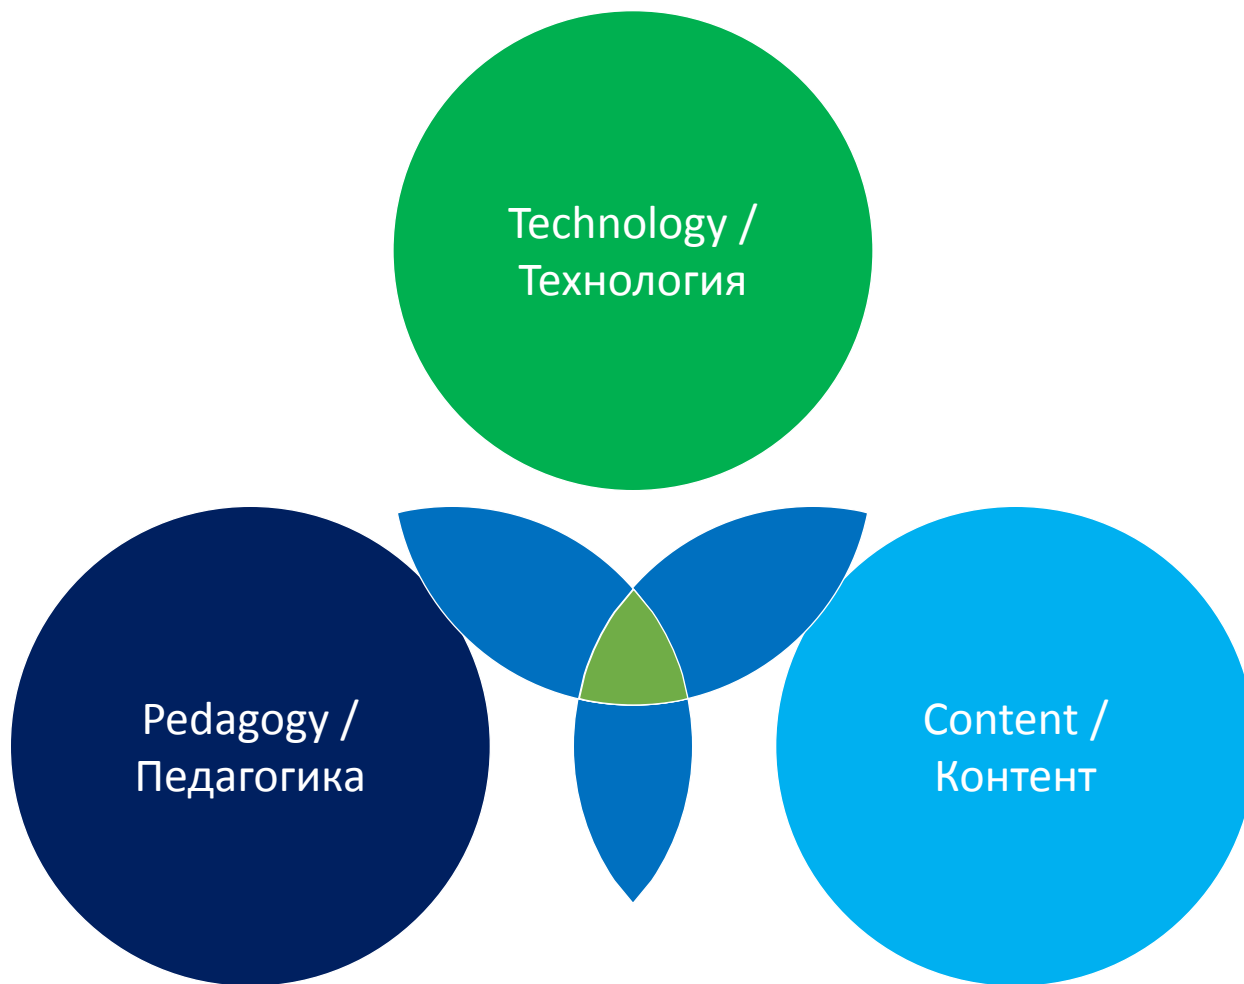 Technology /
Технология
Pedagogy /
Педагогика
Content /
Контент